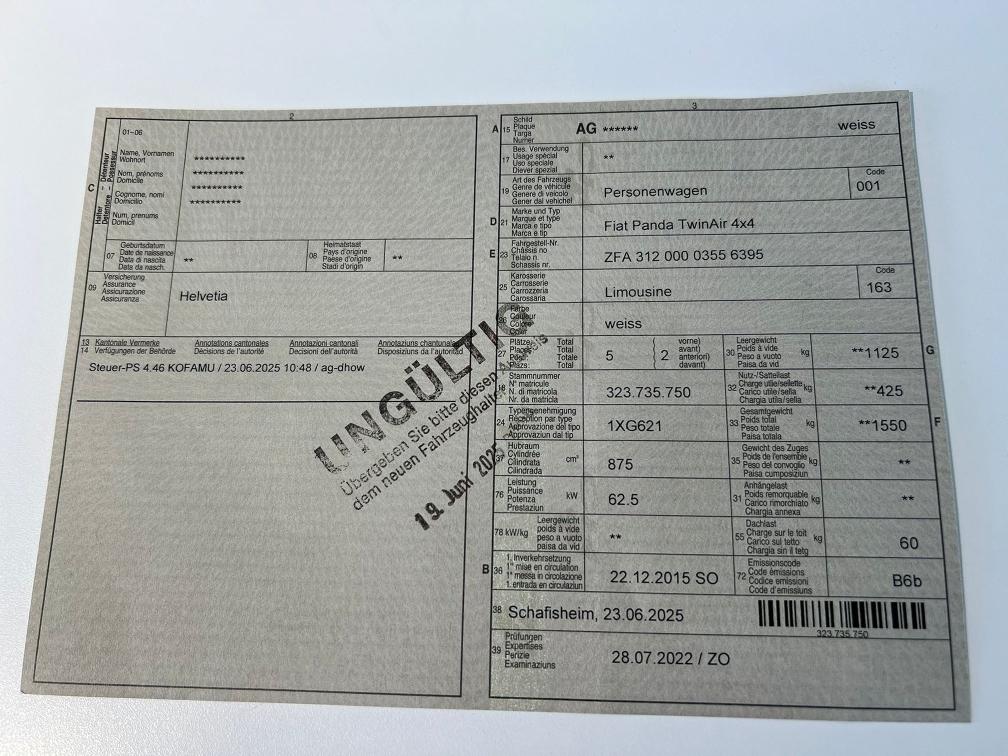 2
01–06
Halter
Detentore
Détenteur
Possessur
C
Name, Vornamen
Wohnort
Nom, prénoms
Domicile
Cognome, nomi
Domicilio
Num, prenums
Domicil
**********
**********
**********
**********
07
Geburtsdatum
Date de naissance
Data di nascita
Data da nasch.
**
08
Heimatstaat
Pays d'origine
Paese d'origine
Stadi d'origin
**
09
Versicherung
Assurance
Assicurazione
Assicuranza
Helvetia
13 Kantonale Vermerke Annotations cantonales Annotazioni cantonali Annotaziuns chantunalas
14 Verfügungen der Behörde Décisions de l'autorité Decisioni dell'autorità Disposiziuns da l'autoritad
Steuer-PS 4.46 KOFAMU / 23.06.2025 10:48 / ag-dhow
UNGÜLTIG
Übergeben Sie bitte diesen Ausweis
dem neuen Fahrzeughalter
19. Juni 2025
3
A 15
Schild
Plaque
Targa
Numer
AG ****** weiss
17
Bes. Verwendung
Usage spécial
Uso speciale
Diever spezial
**
19
Art des Fahrzeugs
Genre de véhicule
Genere di veicolo
Gener dal vehichel
Personenwagen
Code
001
D 21
Marke und Typ
Marque et type
Marca e tipo
Marca e tip
Fiat Panda TwinAir 4x4
E 23
Fahrgestell-Nr.
Châssis no
Telaio n.
Schassis nr.
ZFA 312 000 0355 6395
25
Karosserie
Carrosserie
Carrozzeria
Carossaria
Limousine
Code
163
26
Farbe
Couleur
Colore
Color
weiss
27
Plätze: Total
Places: Total
Posti: Totale
Plazs: Total
5 ( 2
vorne)
avant)
anteriori)
davant)
30
Leergewicht
Poids à vide
Peso a vuoto
Paisa da vid
kg
**1125
G
18
Stammnummer
N° matricule
N. di matricola
Nr. da matricla
323.735.750
32
Nutz-/Sattellast
Charge utile/sellette
Carico utile/sella
Chargia utila/sella
kg
**425
24
Typengenehmigung
Réception par type
Approvazione del tipo
Approvaziun dal tip
1XG621
33
Gesamtgewicht
Poids total
Peso totale
Paisa totala
kg
**1550
F
37
Hubraum
Cylindrée
Cilindrata
Cilindrada
cm³
875
35
Gewicht des Zuges
Poids de l'ensemble
Peso del convoglio
Paisa cumposiziun
kg
**
76
Leistung
Puissance
Potenza
Prestaziun
kW
62.5
31
Anhängelast
Poids remorquable
Carico rimorchiato
Chargia annexa
kg
**
78 kW/kg
Leergewicht
poids à vide
peso a vuoto
paisa da vid
**
55
Dachlast
Charge sur le toit
Carico sul tetto
Chargia sin il tetg
kg
60
B 36
1. Inverkehrsetzung
1re mise en circulation
1a messa in circolazione
1. entrada en circulaziun
22.12.2015 SO
72
Emissionscode
Code émissions
Codice emissioni
Code d'emissiuns
B6b
38 Schafisheim, 23.06.2025
323.735.750
39
Prüfungen
Expertises
Perizie
Examinaziuns
28.07.2022 / ZO